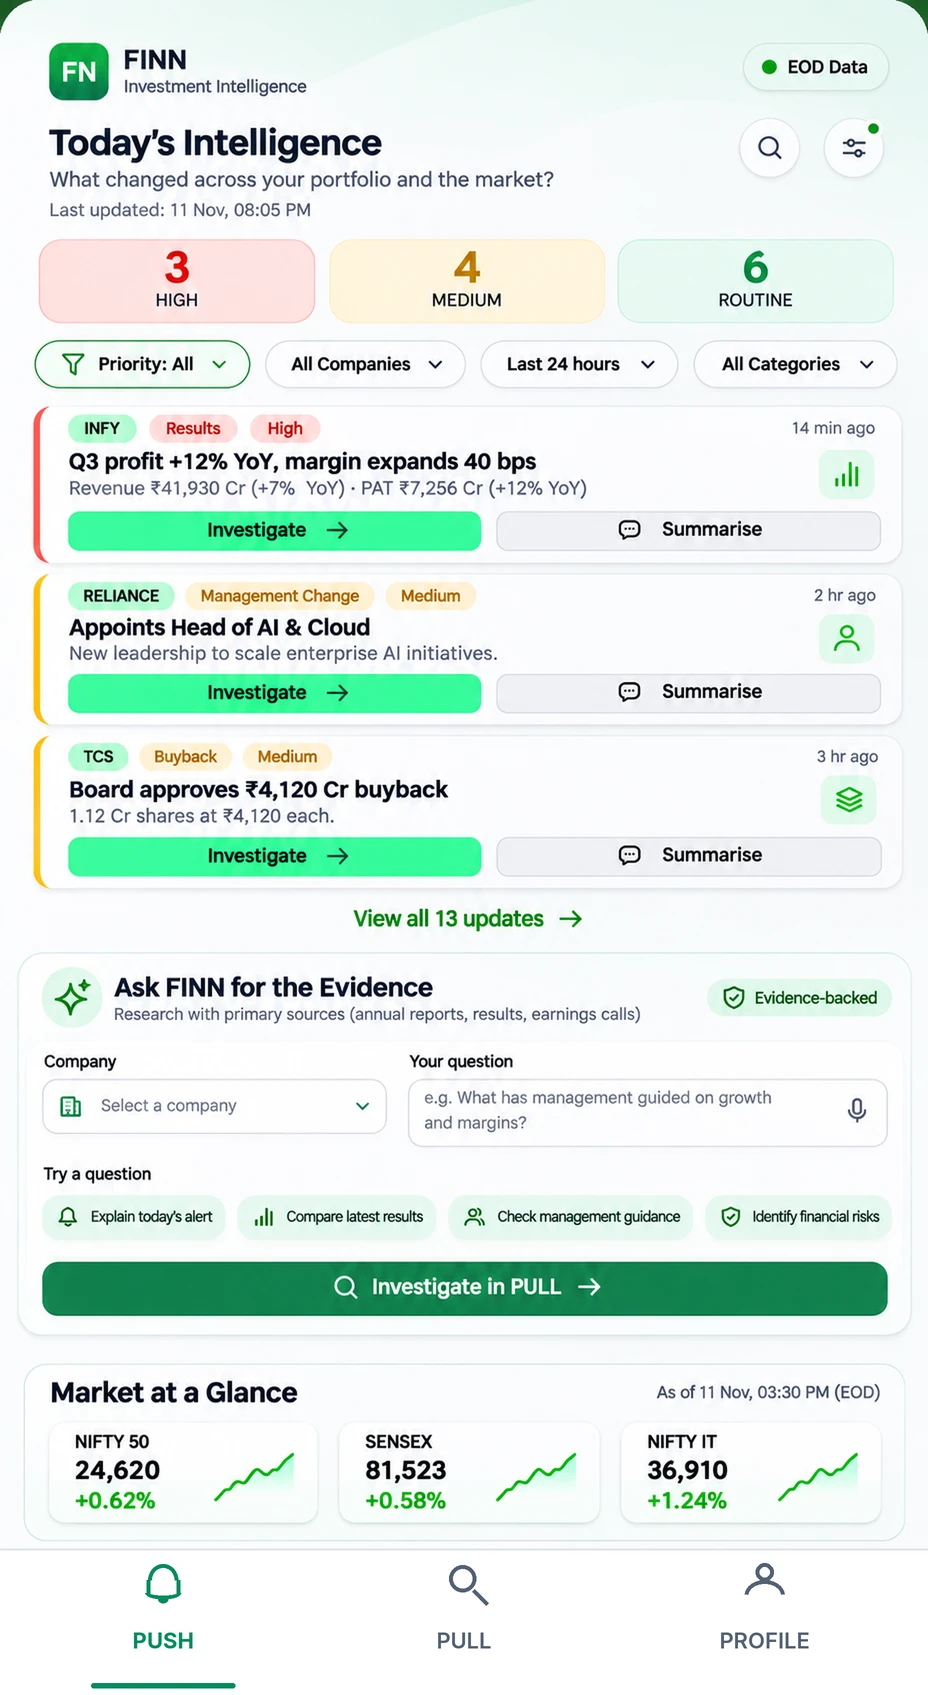 FN
FINN
Investment Intelligence
EOD Data
Today's Intelligence
What changed across your portfolio and the market?
Last updated: 11 Nov, 08:05 PM
3
HIGH
4
MEDIUM
6
ROUTINE
Priority: All
All Companies
Last 24 hours
All Categories
INFY
Results
High
14 min ago
Q3 profit +12% YoY, margin expands 40 bps
Revenue ₹41,930 Cr (+7% YoY) · PAT ₹7,256 Cr (+12% YoY)
Investigate →
Summarise
RELIANCE
Management Change
Medium
2 hr ago
Appoints Head of AI & Cloud
New leadership to scale enterprise AI initiatives.
Investigate →
Summarise
TCS
Buyback
Medium
3 hr ago
Board approves ₹4,120 Cr buyback
1.12 Cr shares at ₹4,120 each.
Investigate →
Summarise
View all 13 updates →
Ask FINN for the Evidence
Research with primary sources (annual reports, results, earnings calls)
Evidence-backed
Company
Select a company
Your question
e.g. What has management guided on growth
and margins?
Try a question
Explain today's alert
Compare latest results
Check management guidance
Identify financial risks
Investigate in PULL →
Market at a Glance
As of 11 Nov, 03:30 PM (EOD)
NIFTY 50
24,620
+0.62%
SENSEX
81,523
+0.58%
NIFTY IT
36,910
+1.24%
PUSH
PULL
PROFILE